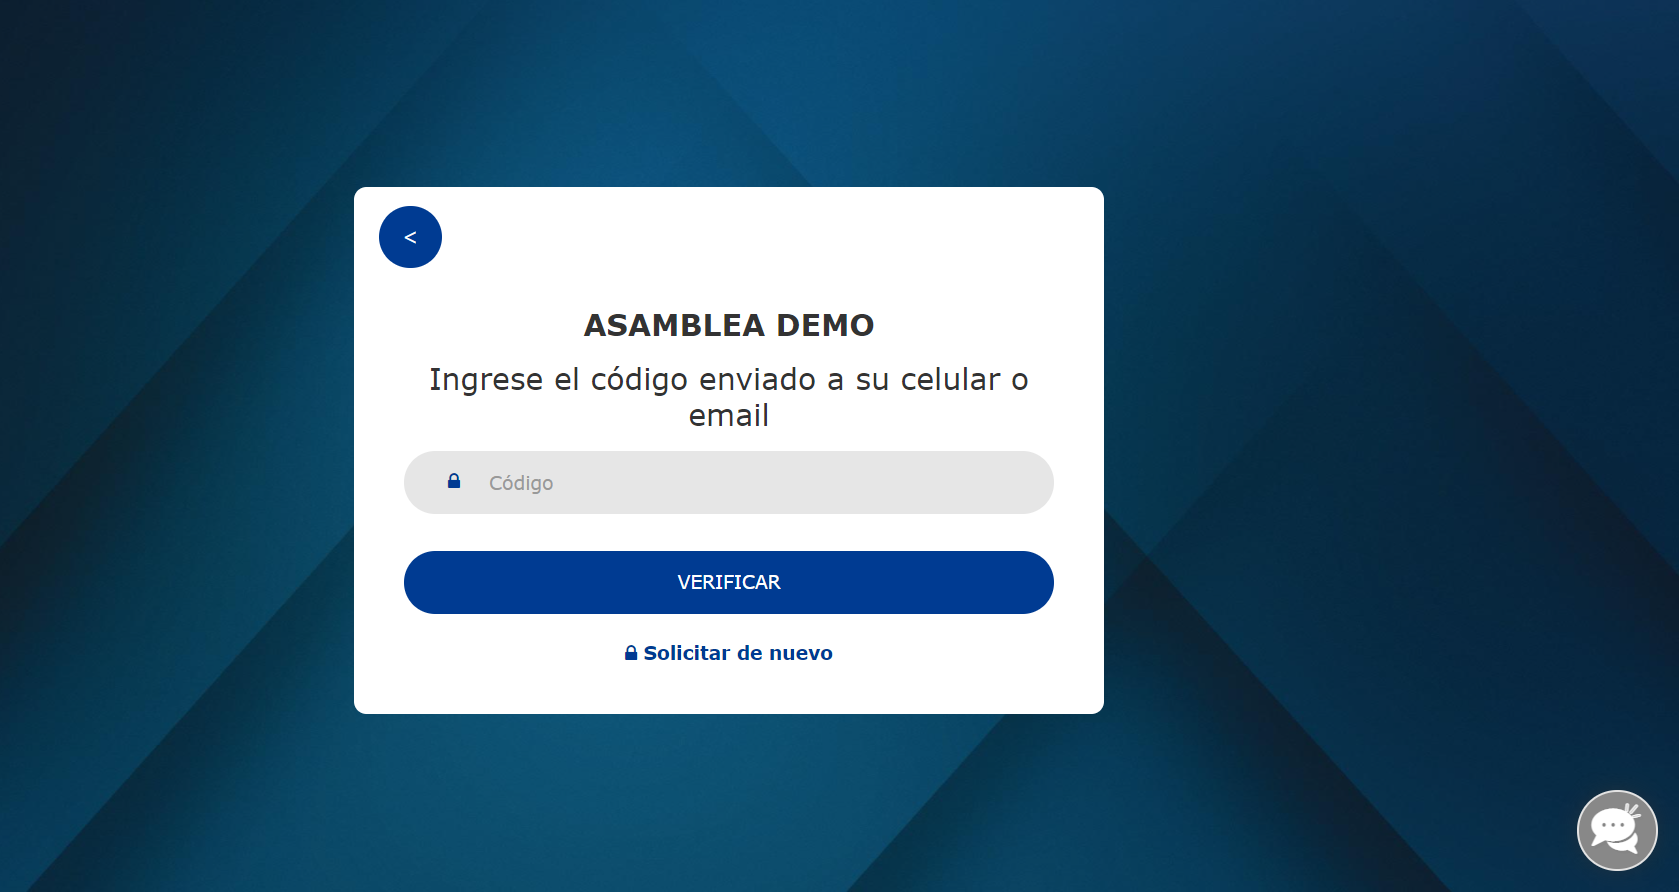 <
ASAMBLEA DEMO
Ingrese el código enviado a su celular o
email
Código
VERIFICAR
Solicitar de nuevo